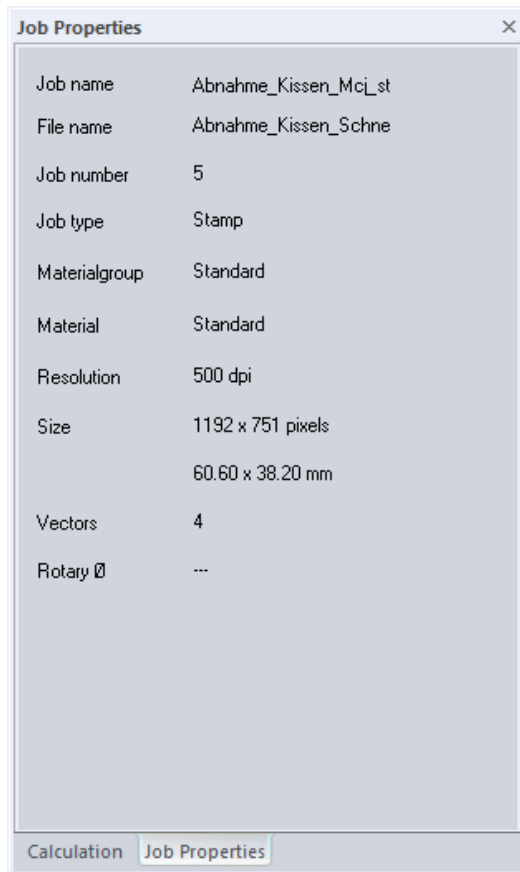 Job Properties
Job name Abnahme_Kissen_Mcj_st
File name Abnahme_Kissen_Schne
Job number 5
Job type Stamp
Materialgroup Standard
Material Standard
Resolution 500 dpi
Size 1192 x 751 pixels
60.60 x 38.20 mm
Vectors 4
Rotary Ø ---
Calculation Job Properties